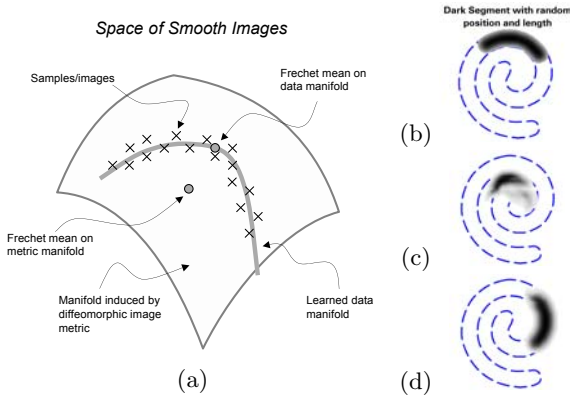 Space of Smooth Images
Samples/images
Frechet mean on
data manifold
Frechet mean on
metric manifold
Manifold induced by
diffeomorphic image
metric
Learned data
manifold
(a)
Dark Segment with random
position and length
(b)
(c)
(d)